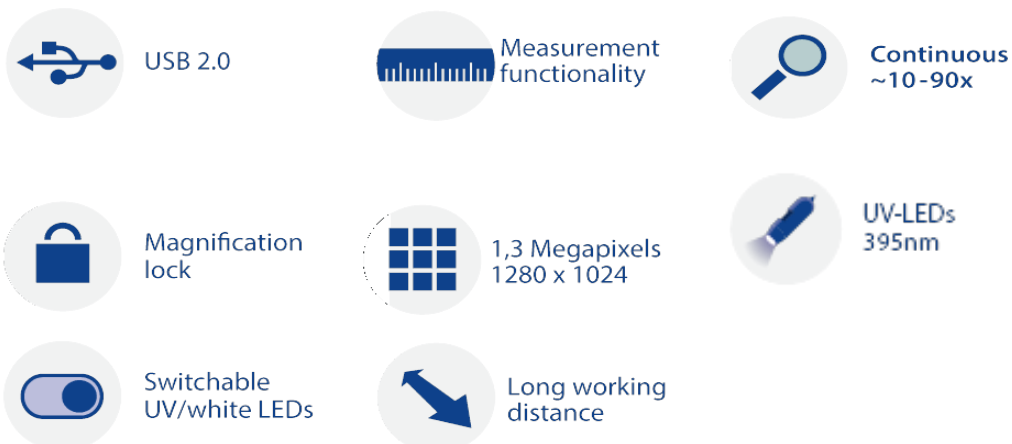 USB 2.0
Measurement
functionality
Continuous
~10-90x
Magnification
lock
1,3 Megapixels
1280 x 1024
UV-LEDs
395nm
Switchable
UV/white LEDs
Long working
distance